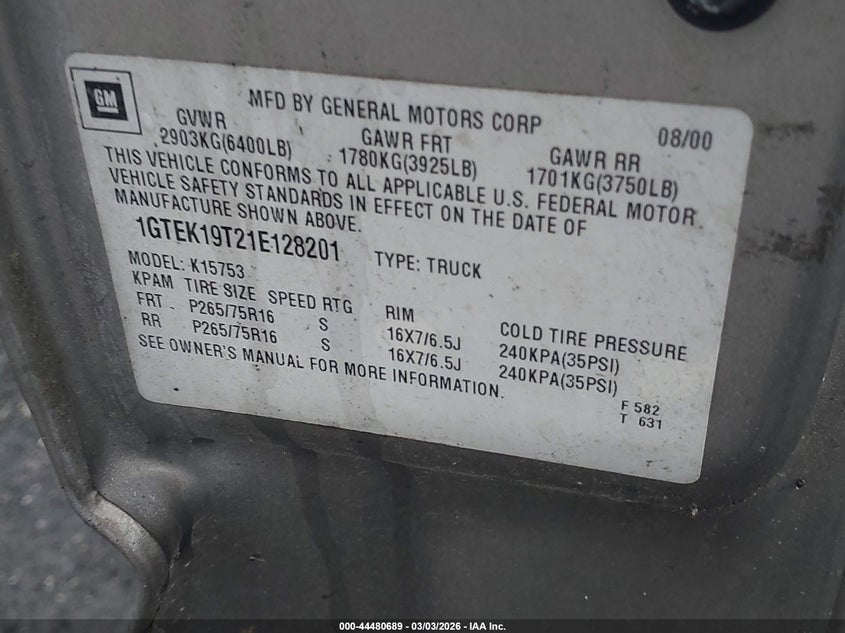 GM
MFD BY GENERAL MOTORS CORP 08/00
GVWR GAWR FRT GAWR RR
2903KG(6400LB) 1780KG(3925LB) 1701KG(3750LB)
THIS VEHICLE CONFORMS TO ALL APPLICABLE U.S. FEDERAL MOTOR
VEHICLE SAFETY STANDARDS IN EFFECT ON THE DATE OF
MANUFACTURE SHOWN ABOVE.
1GTEK19T21E128201 TYPE: TRUCK
MODEL: K15753
KPAM TIRE SIZE SPEED RTG RIM COLD TIRE PRESSURE
FRT P265/75R16 S 16X7/6.5J 240KPA(35PSI)
RR P265/75R16 S 16X7/6.5J 240KPA(35PSI)
SEE OWNER'S MANUAL FOR MORE INFORMATION.
F 582
T 631
000-44480689 - 03/03/2026 - IAA Inc.